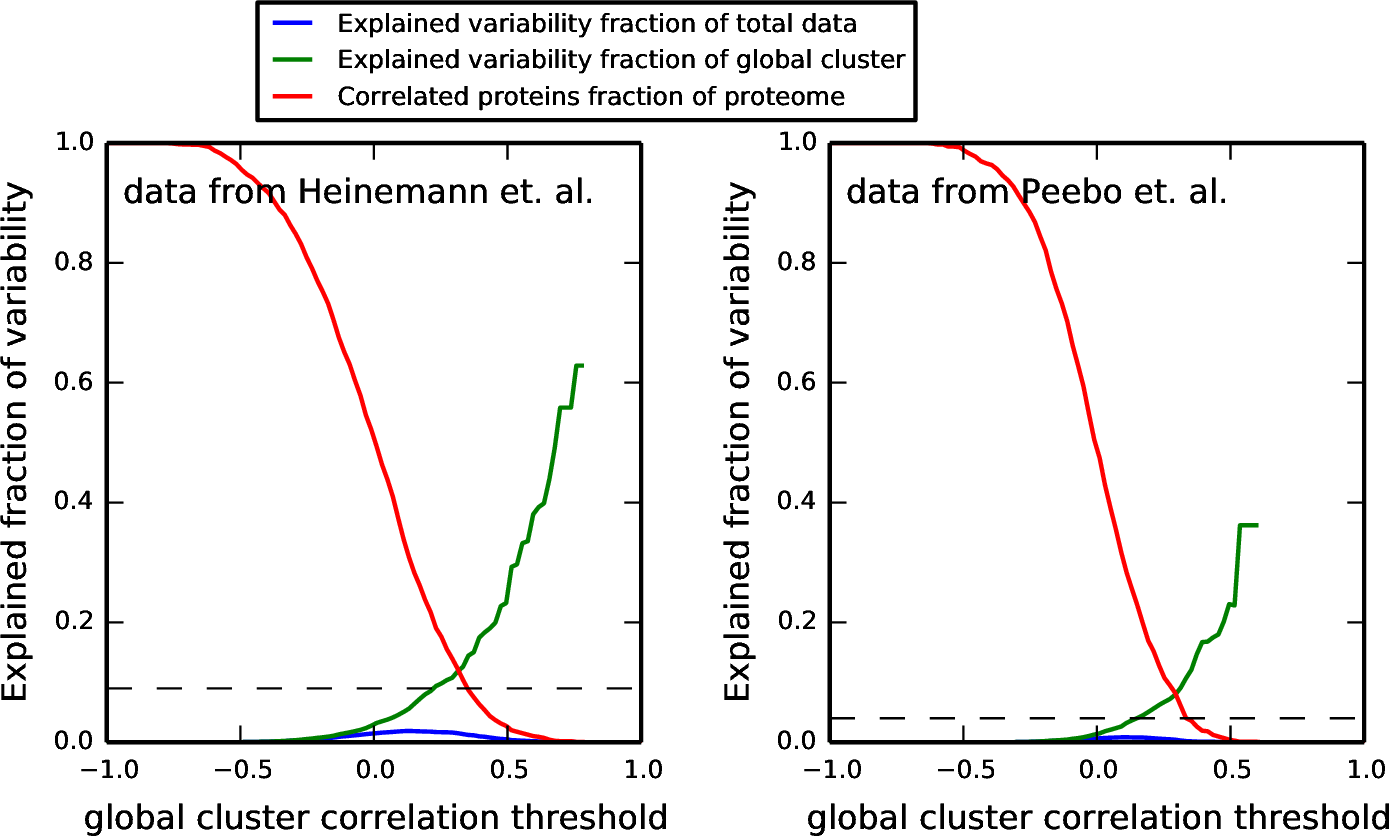 Explained variability fraction of total data
Explained variability fraction of global cluster
Correlated proteins fraction of proteome
Explained fraction of variability
1.0
0.8
0.6
0.4
0.2
0.0
data from Heinemann et. al.
−1.0 −0.5 0.0 0.5 1.0
global cluster correlation threshold
Explained fraction of variability
1.0
0.8
0.6
0.4
0.2
0.0
data from Peebo et. al.
−1.0 −0.5 0.0 0.5 1.0
global cluster correlation threshold